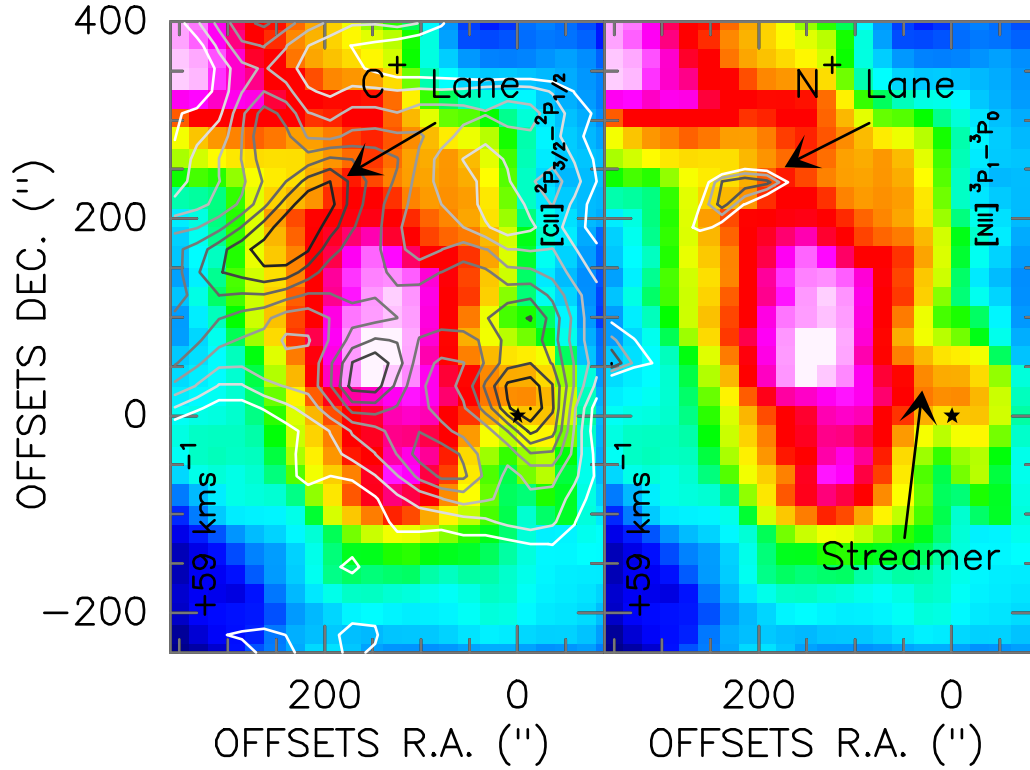 400
200
0
−200
OFFSETS DEC. (")
C⁺ Lane
[CII] ²P₃/₂−²P₁/₂
+59 kms⁻¹
200 0
OFFSETS R.A. (")
N⁺ Lane
[NII] ³P₁−³P₀
+59 kms⁻¹
Streamer
200 0
OFFSETS R.A. (")